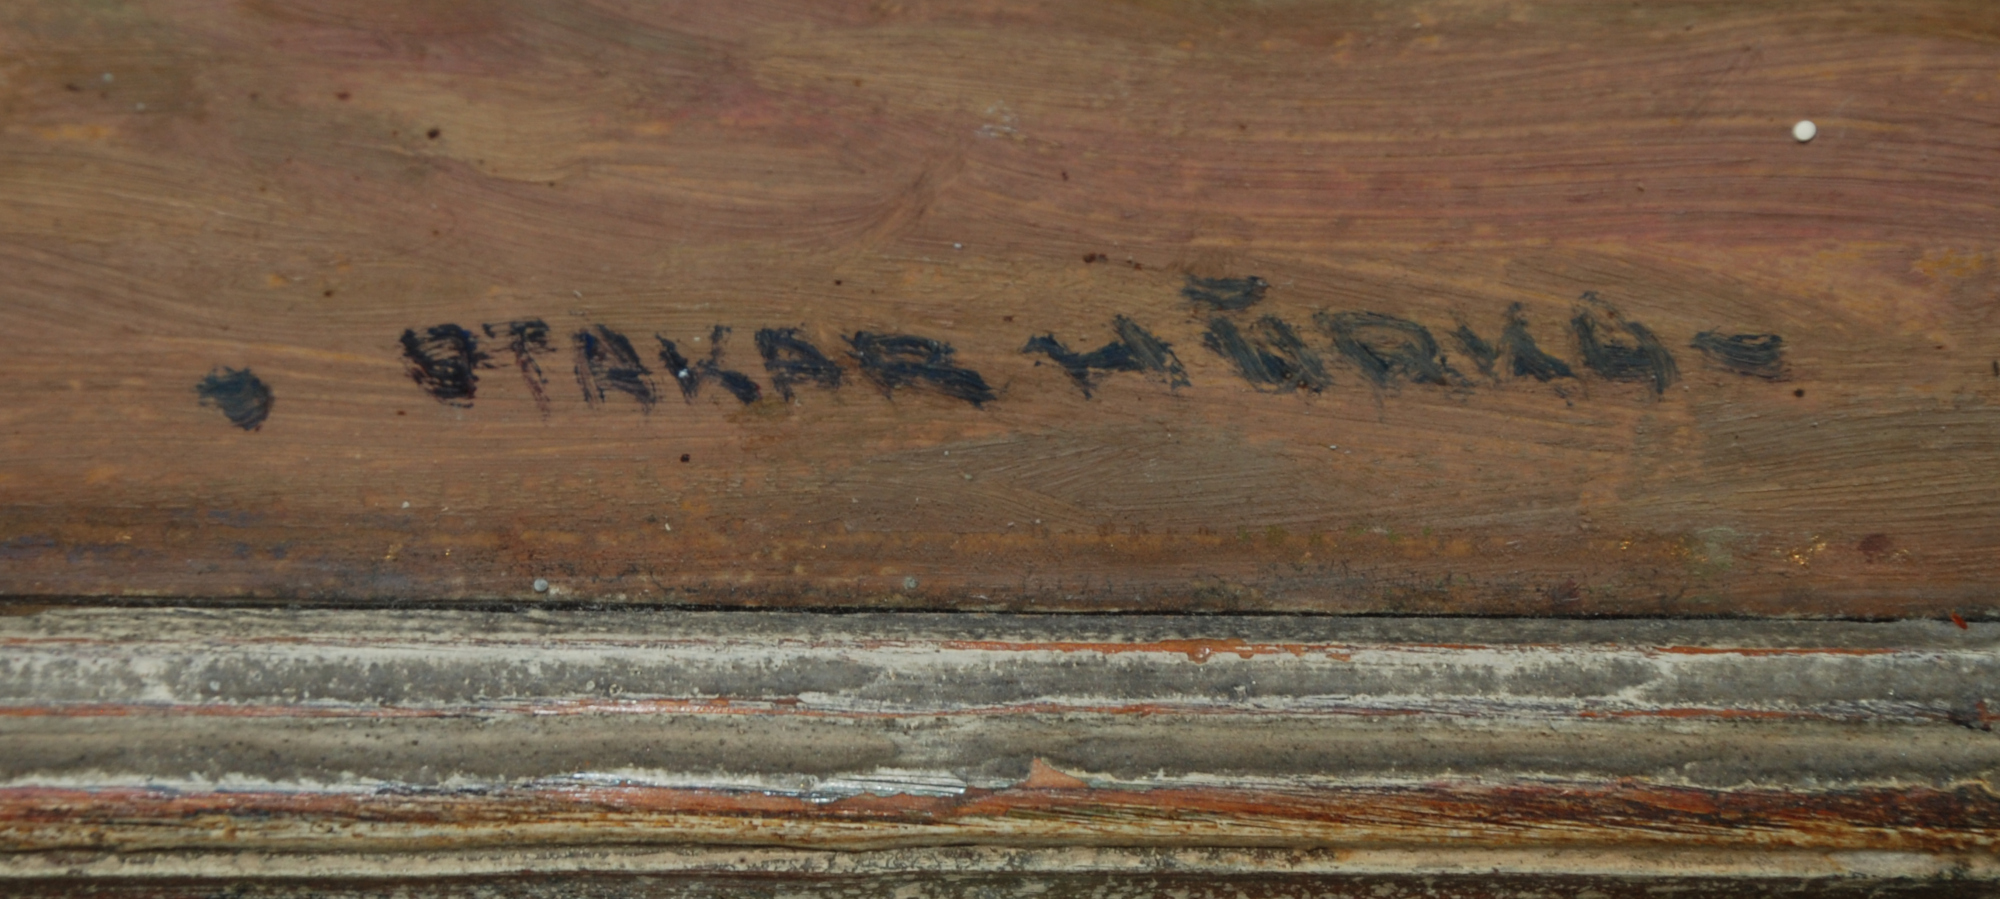 • OTAKAR HŮRKA -